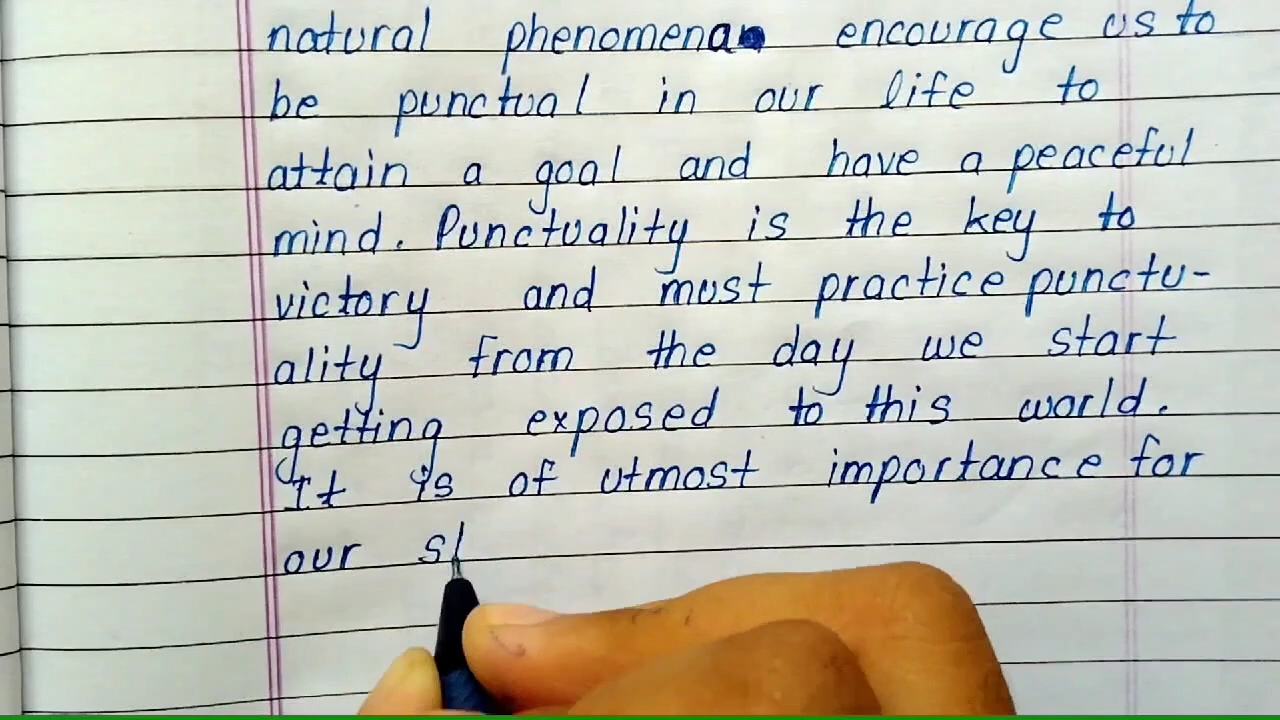 natural phenomena encourage us to
be punctual in our life to
attain a goal and have a peaceful
mind. Punctuality is the key to
victory and must practice punctu-
ality from the day we start
getting exposed to this world.
It is of utmost importance for
our